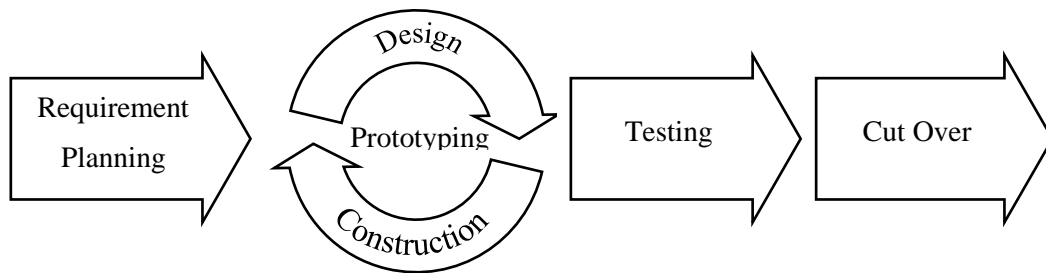 Requirement
Planning
Design
Prototyping
Construction
Testing
Cut Over